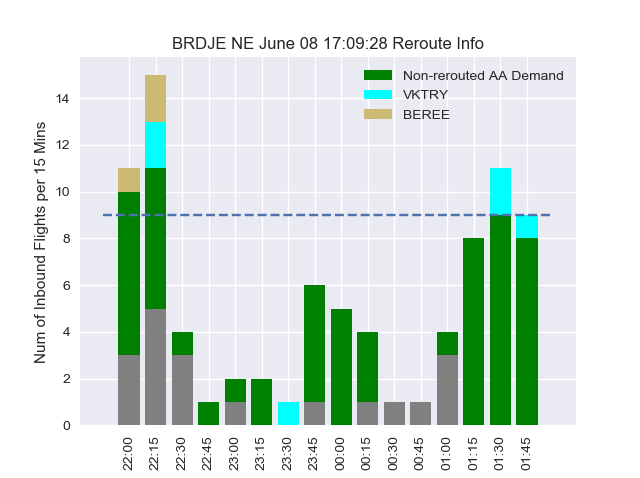 BRDJE NE June 08 17:09:28 Reroute Info
Non-rerouted AA Demand
VKTRY
BEREE
Num of Inbound Flights per 15 Mins
14
12
10
8
6
4
2
0
22:00 22:15 22:30 22:45 23:00 23:15 23:30 23:45 00:00 00:15 00:30 00:45 01:00 01:15 01:30 01:45